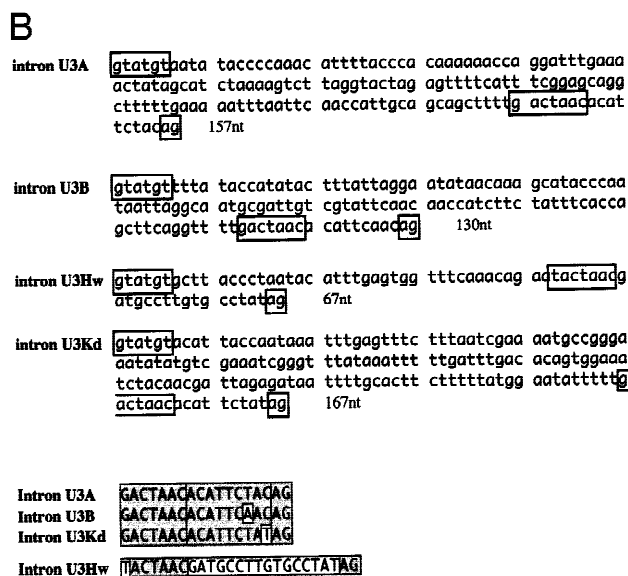 B
intron U3A gtatgtaata taccccaaac attttaccca caaaaaacca ggatttgaaa
actatagcat ctaaaagtct taggtactag agttttcatt tcggagcagg
ctttttgaaa aatttaattc aaccattgca gcagcttttg actaacacat
tctacag 157nt
intron U3B gtatgttttta taccatatac tttattagga atataacaaa gcatacccaa
taattaggca atgcgattgt cgtattcaac aaccatcttc tatttcacca
gcttcaggtt ttgactaaca cattcaacag 130nt
intron U3Hw gtatgtgctt accctaatac atttgagtgg tttcaaacag aatactaacg
atgccttgtg cctatag 67nt
intron U3Kd gtatgtacat taccaataaa tttgagtttc tttaatcgaa aatgccggga
aatatatgtc gaaatcgggt ttataaattt ttgatttgac acagtggaaa
tctacaacga ttagagataa ttttgcactt ctttttatgg aatatttttg
actaacacat tctatag 167nt
Intron U3A GACTAACACATTCTACAG
Intron U3B GACTAACACATTCAACAG
Intron U3Kd GACTAACACATTCTATAG
Intron U3Hw TACTAACGATGCCTTGTGCCTATAG